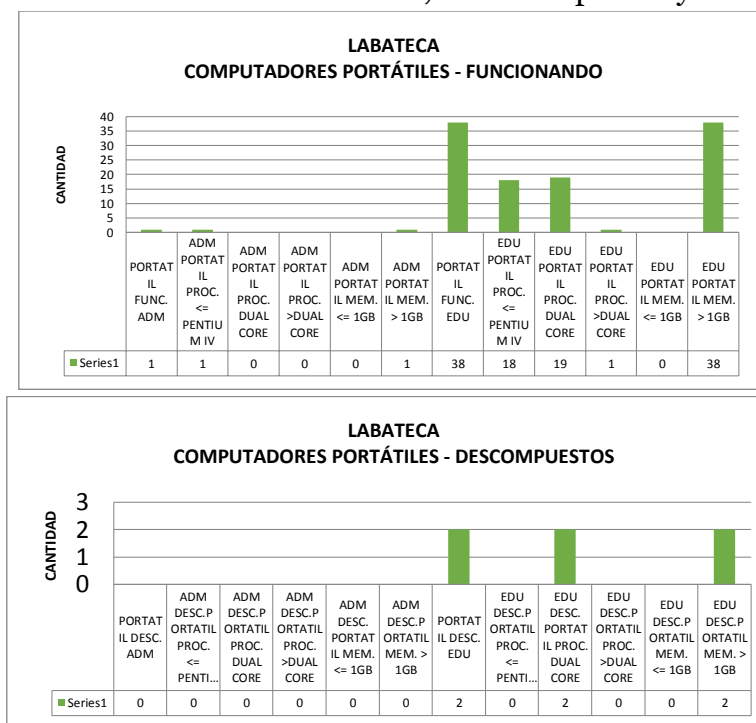 LABATECA
COMPUTADORES PORTÁTILES - FUNCIONANDO
CANTIDAD
40
35
30
25
20
15
10
5
0
PORTAT
IL
FUNC.
ADM
ADM
PORTAT
IL
PROC.
<=
PENTIU
M IV
ADM
PORTAT
IL
PROC.
DUAL
CORE
ADM
PORTAT
IL
PROC.
>DUAL
CORE
ADM
PORTAT
IL MEM.
<= 1GB
ADM
PORTAT
IL MEM.
> 1GB
PORTAT
IL
FUNC.
EDU
EDU
PORTAT
IL
PROC.
<=
PENTIU
M IV
EDU
PORTAT
IL
PROC.
DUAL
CORE
EDU
PORTAT
IL
PROC.
>DUAL
CORE
EDU
PORTAT
IL MEM.
<= 1GB
EDU
PORTAT
IL MEM.
> 1GB
Series1 1 1 0 0 0 1 38 18 19 1 0 38
LABATECA
COMPUTADORES PORTÁTILES - DESCOMPUESTOS
CANTIDAD
3
2
1
0
PORTAT
IL DESC.
ADM
ADM
DESC.P
ORTATIL
PROC.
<=
PENTI...
ADM
DESC.P
ORTATIL
PROC.
DUAL
CORE
ADM
DESC.P
ORTATIL
PROC.
>DUAL
CORE
ADM
DESC.
PORTAT
IL MEM.
<= 1GB
ADM
DESC.P
ORTATIL
MEM. >
1GB
PORTAT
IL DESC.
EDU
EDU
DESC.P
ORTATIL
PROC.
<=
PENTI...
EDU
DESC.
PORTAT
IL PROC.
DUAL
CORE
EDU
DESC.P
ORTATIL
PROC.
>DUAL
CORE
EDU
DESC.P
ORTATIL
MEM.
<= 1GB
EDU
DESC.P
ORTATIL
MEM. >
1GB
Series1 0 0 0 0 0 0 2 0 2 0 0 2